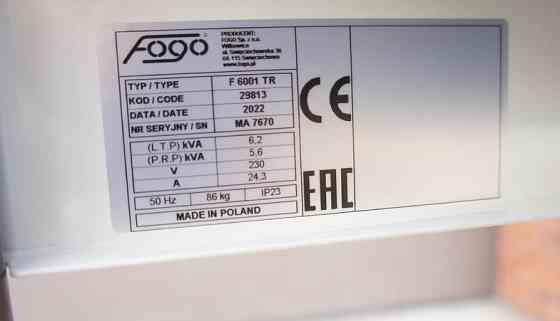 Fogo
PRODUCENT:
FOGO Sp. z o.o.
Wilkowice
ul. Święciechowska 36
64-115 Święciechowa
www.fogo.pl
TYP / TYPE F 6001 TR
KOD / CODE 29813
DATA / DATE 2022
NR SERYJNY / SN MA 7670
(L.T.P) kVA 6,2
(P.R.P) kVA 5,6
V 230
A 24,3
50 Hz 86 kg IP23
MADE IN POLAND
CE
EAC